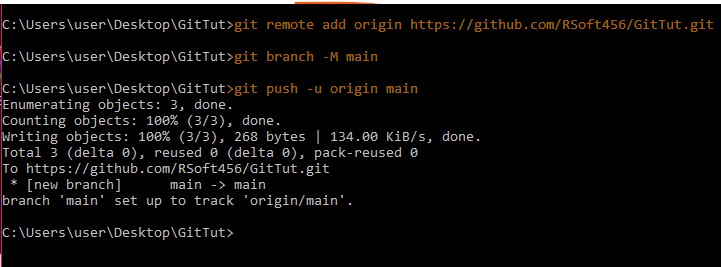 C:\Users\user\Desktop\GitTut>git remote add origin https://github.com/RSoft456/GitTut.git
C:\Users\user\Desktop\GitTut>git branch -M main
C:\Users\user\Desktop\GitTut>git push -u origin main
Enumerating objects: 3, done.
Counting objects: 100% (3/3), done.
Writing objects: 100% (3/3), 268 bytes | 134.00 KiB/s, done.
Total 3 (delta 0), reused 0 (delta 0), pack-reused 0
To https://github.com/RSoft456/GitTut.git
 * [new branch]      main -> main
branch 'main' set up to track 'origin/main'.
C:\Users\user\Desktop\GitTut>